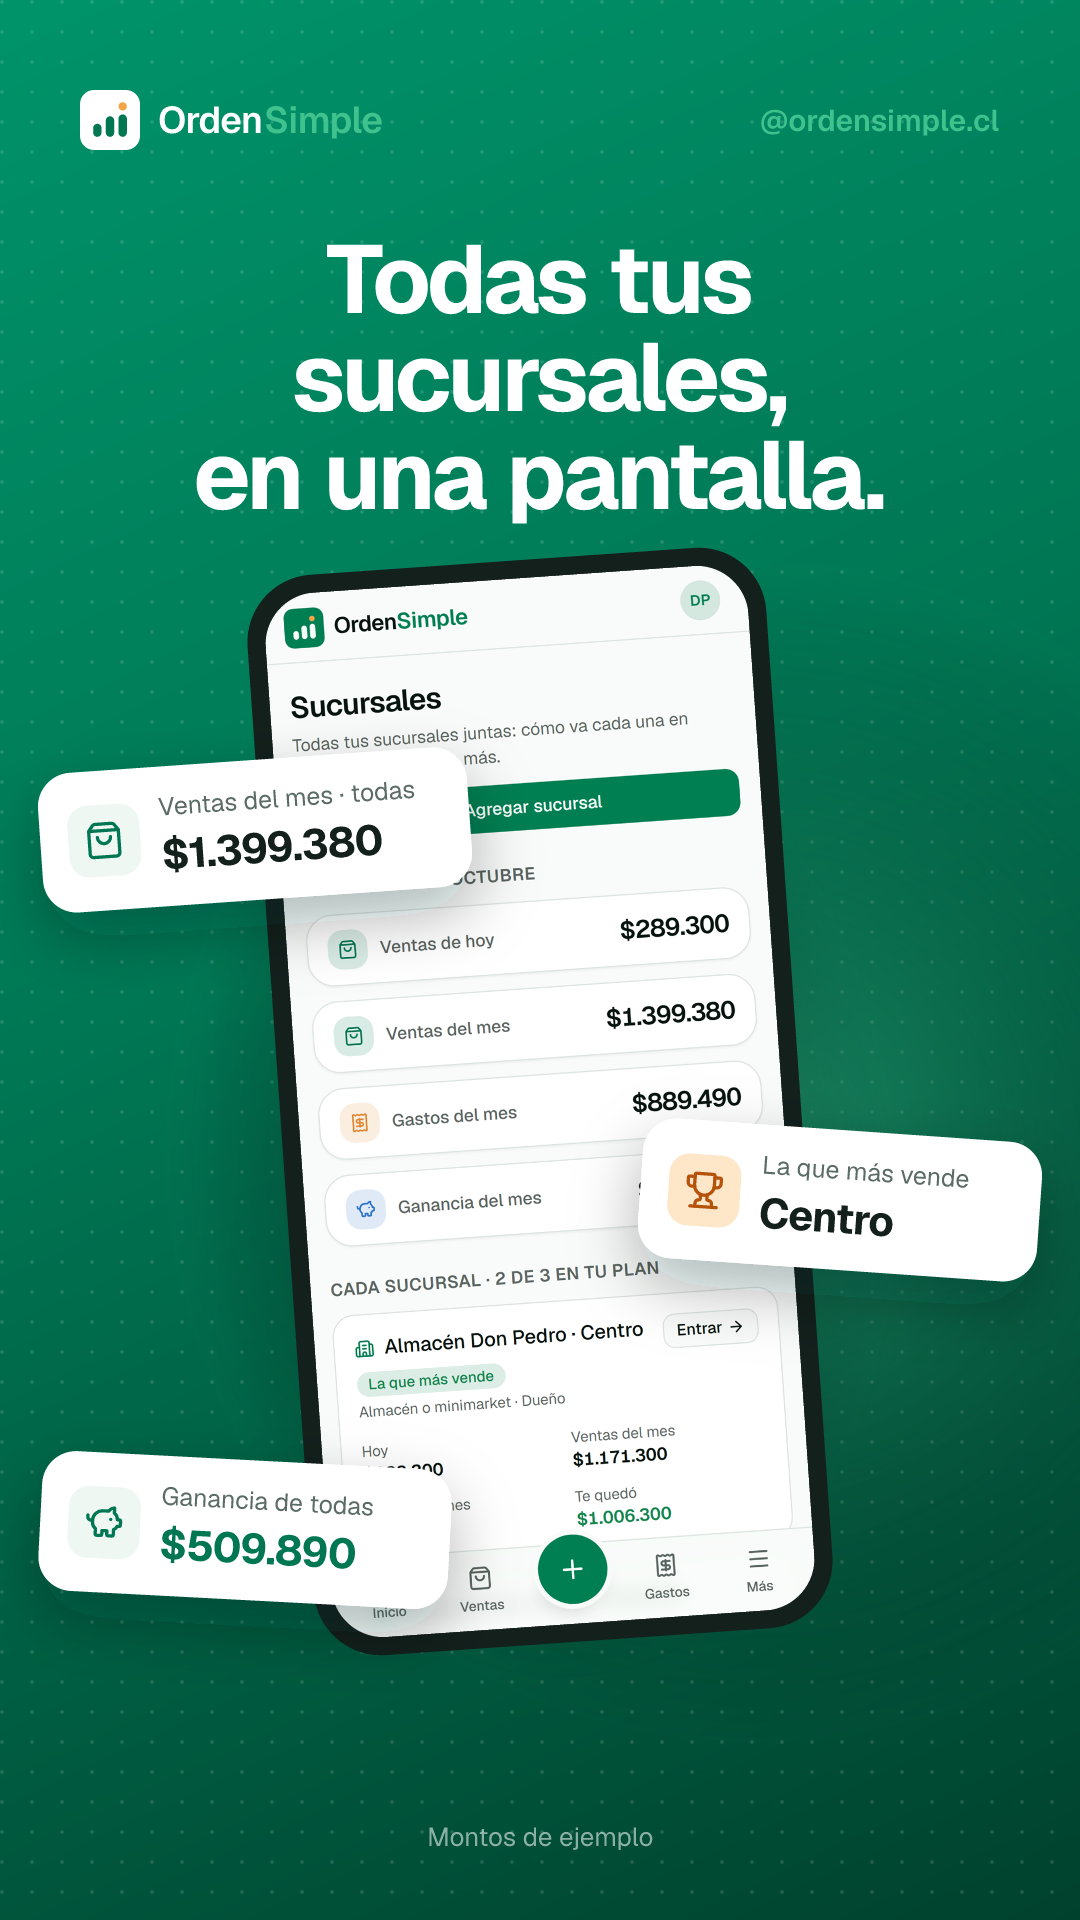 OrdenSimple
@ordensimple.cl
Todas tus
sucursales,
en una pantalla.
OrdenSimple
DP
Sucursales
Todas tus sucursales juntas: cómo va cada una en
más.
Agregar sucursal
Ventas del mes · todas
$1.399.380
OCTUBRE
Ventas de hoy
$289.300
Ventas del mes
$1.399.380
Gastos del mes
$889.490
Ganancia del mes
La que más vende
Centro
CADA SUCURSAL · 2 DE 3 EN TU PLAN
Almacén Don Pedro · Centro
Entrar →
La que más vende
Almacén o minimarket · Dueño
Hoy
Ventas del mes
$1.171.300
Te quedó
$1.006.300
Ganancia de todas
$509.890
Inicio
Ventas
Gastos
Más
Montos de ejemplo